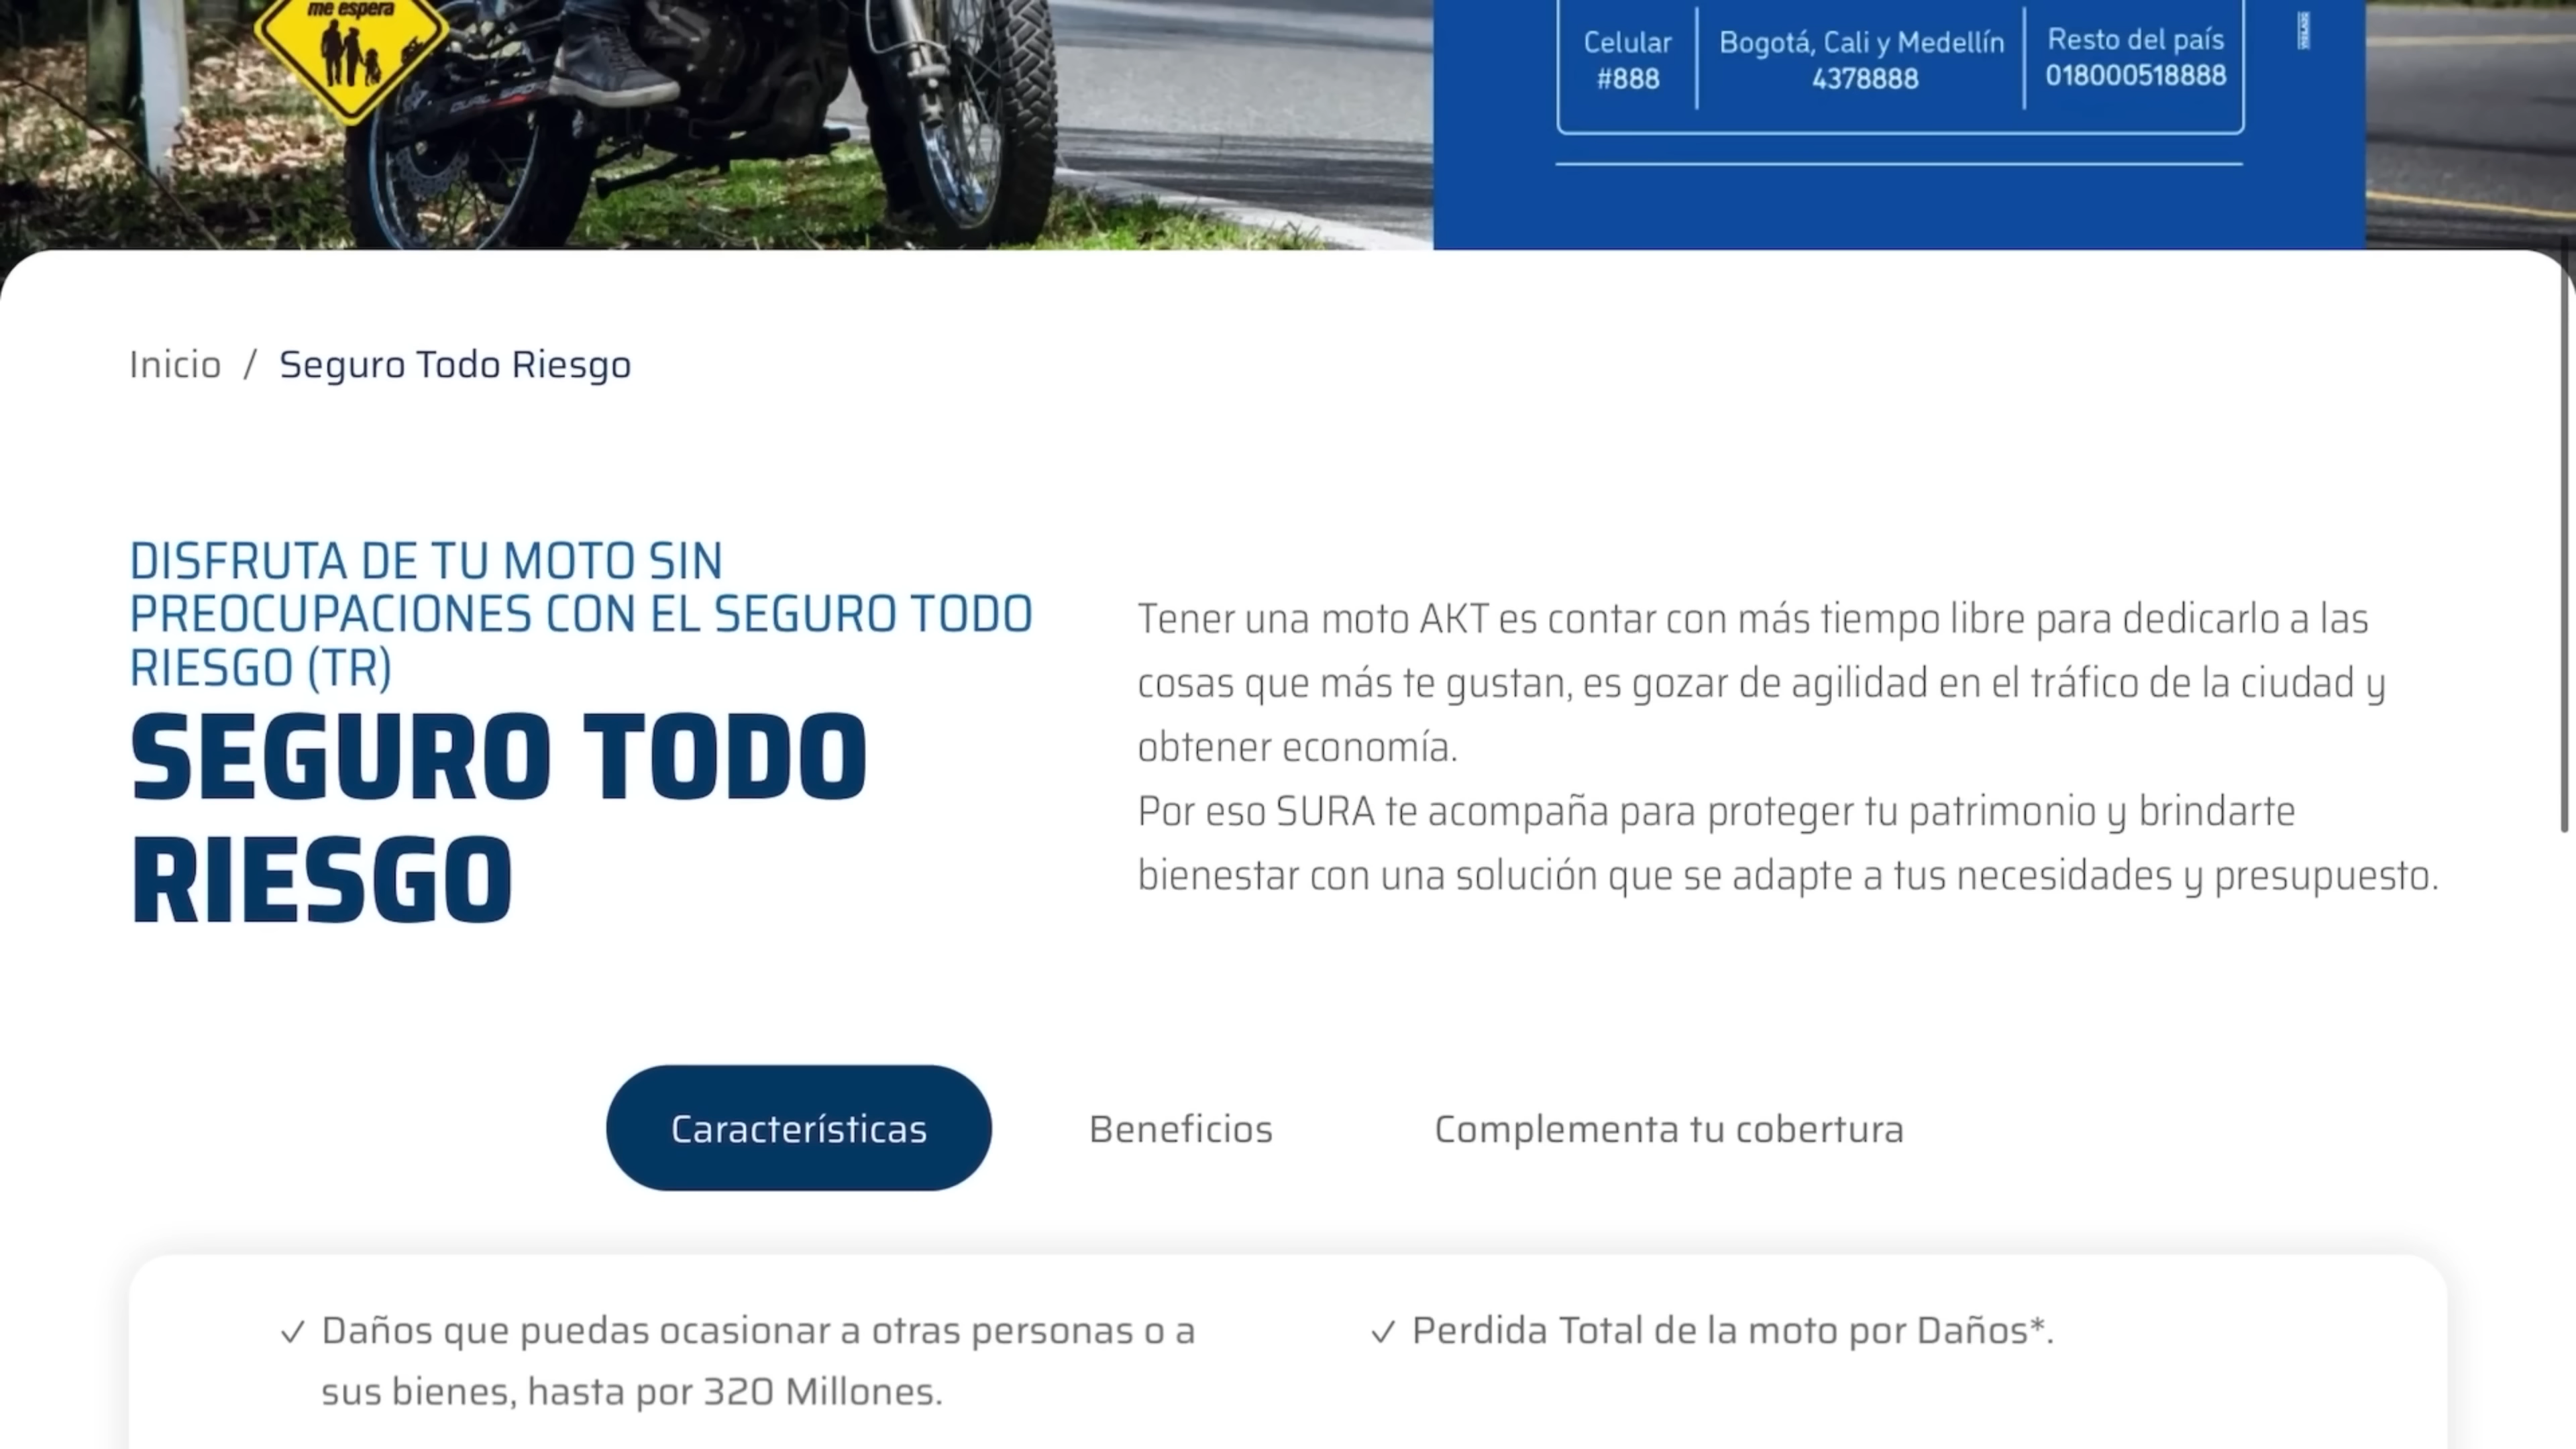 me espera
DUAL SPORT
Celular
#888
Bogotá, Cali y Medellín
4378888
Resto del país
018000518888
Inicio / Seguro Todo Riesgo
DISFRUTA DE TU MOTO SIN
PREOCUPACIONES CON EL SEGURO TODO
RIESGO (TR)
SEGURO TODO
RIESGO
Tener una moto AKT es contar con más tiempo libre para dedicarlo a las
cosas que más te gustan, es gozar de agilidad en el tráfico de la ciudad y
obtener economía.
Por eso SURA te acompaña para proteger tu patrimonio y brindarte
bienestar con una solución que se adapte a tus necesidades y presupuesto.
Características
Beneficios
Complementa tu cobertura
✓ Daños que puedas ocasionar a otras personas o a
sus bienes, hasta por 320 Millones.
✓ Perdida Total de la moto por Daños*.